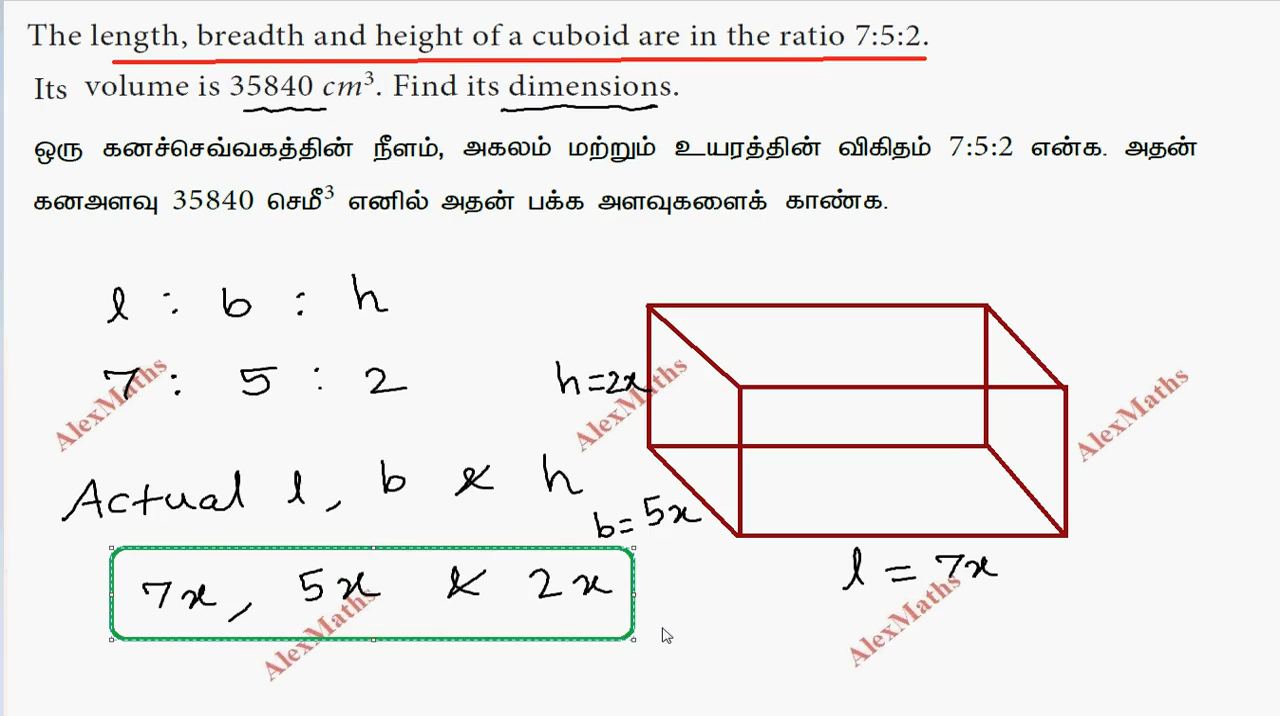 The length, breadth and height of a cuboid are in the ratio 7:5:2.
Its volume is 35840 cm³. Find its dimensions.
ஒரு கனச்செவ்வகத்தின் நீளம், அகலம் மற்றும் உயரத்தின் விகிதம் 7:5:2 என்க. அதன்
கனஅளவு 35840 செமீ³ எனில் அதன் பக்க அளவுகளைக் காண்க.
l : b : h
7 : 5 : 2
h=2x
AlexMaths
AlexMaths
AlexMaths
Actual l, b & h
b=5x
l = 7x
7x, 5x & 2x
AlexMaths
AlexMaths